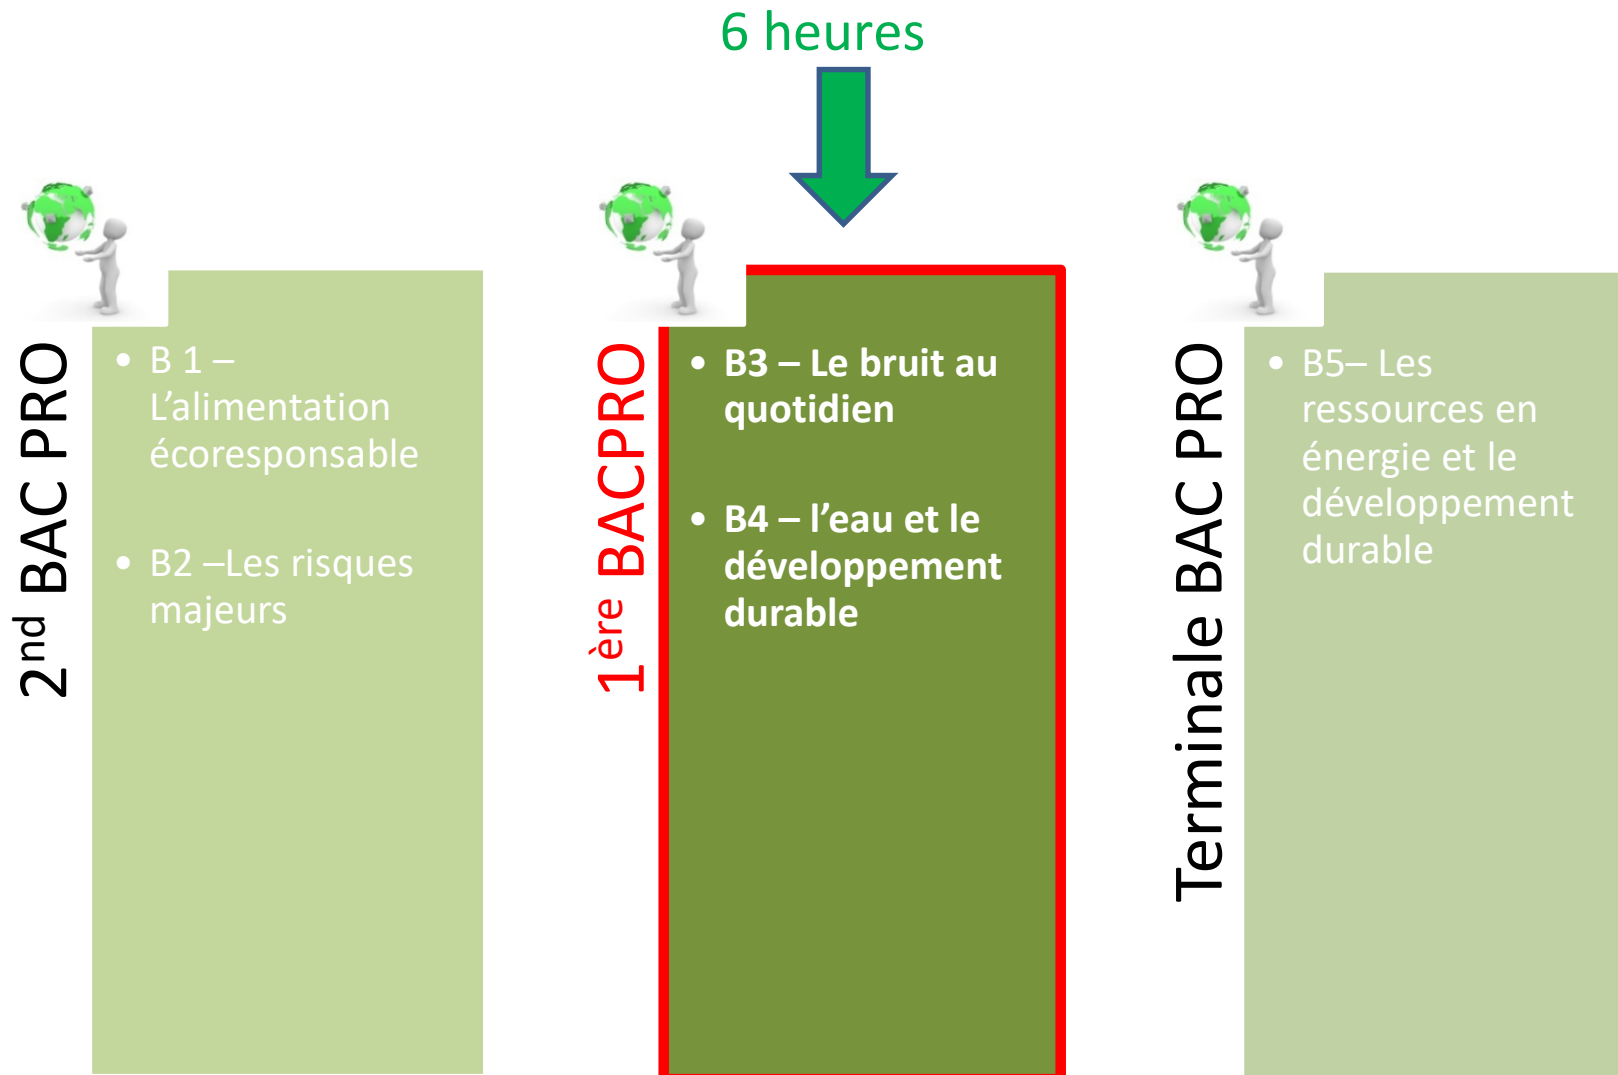 6 heures
2nd BAC PRO
• B 1 –
L’alimentation
écoresponsable
• B2 –Les risques
majeurs
1ère BACPRO
• B3 – Le bruit au
quotidien
• B4 – l’eau et le
développement
durable
Terminale BAC PRO
• B5– Les
ressources en
énergie et le
développement
durable